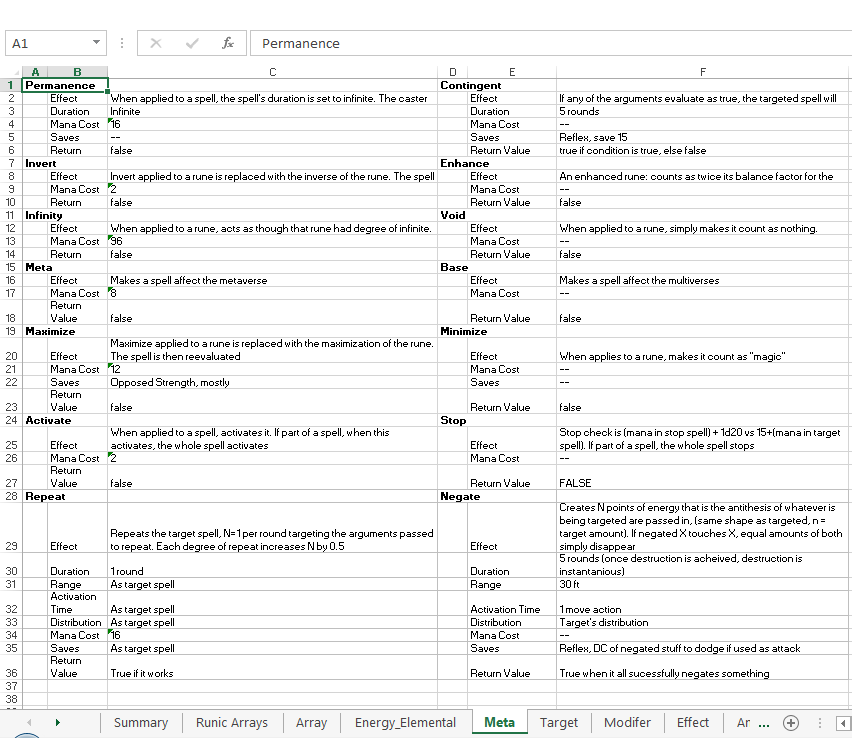 A1 fx Permanence
A B C D E F
1 Permanence Contingent
2 Effect When applied to a spell, the spell's duration is set to infinite. The caster Effect If any of the arguments evaluate as true, the targeted spell will
3 Duration Infinite Duration 5 rounds
4 Mana Cost 16 Mana Cost --
5 Saves -- Saves Reflex, save 15
6 Return false Return Value true if condition is true, else false
7 Invert Enhance
8 Effect Invert applied to a rune is replaced with the inverse of the rune. The spell Effect An enhanced rune: counts as twice its balance factor for the
9 Mana Cost 2 Mana Cost --
10 Return false Return Value false
11 Infinity Void
12 Effect When applied to a rune, acts as though that rune had degree of infinite. Effect When applied to a rune, simply makes it count as nothing.
13 Mana Cost 96 Mana Cost --
14 Return false Return Value false
15 Meta Base
16 Effect Makes a spell affect the metaverse Effect Makes a spell affect the multiverses
17 Mana Cost 8 Mana Cost --
Return
18 Value false Return Value false
19 Maximize Minimize
Maximize applied to a rune is replaced with the maximization of the rune.
20 Effect The spell is then reevaluated Effect When applies to a rune, makes it count as "magic"
21 Mana Cost 12 Mana Cost --
22 Saves Opposed Strength, mostly Saves --
Return
23 Value false Return Value false
24 Activate Stop
When applied to a spell, activates it. If part of a spell, when this Stop check is (mana in stop spell) + 1d20 vs 15+(mana in target
25 Effect activates, the whole spell activates Effect spell). If part of a spell, the whole spell stops
26 Mana Cost 2 Mana Cost --
Return
27 Value false Return Value FALSE
28 Repeat Negate
Creates N points of energy that is the antithesis of whatever is
being targeted are passed in, (same shape as targeted, n =
Repeats the target spell, N=1 per round targeting the arguments passed target amount). If negated X touches X, equal amounts of both
29 Effect to repeat. Each degree of repeat increases N by 0.5 Effect simply disappear
5 rounds (once destruction is acheived, destruction is
30 Duration 1 round Duration instantanious)
31 Range As target spell Range 30 ft
Activation
32 Time As target spell Activation Time 1 move action
33 Distribution As target spell Distribution Target's distribution
34 Mana Cost 16 Mana Cost --
35 Saves As target spell Saves Reflex, DC of negated stuff to dodge if used as attack
Return
36 Value True if it works Return Value True when it all sucessfully negates something
37
38
Summary Runic Arrays Array Energy_Elemental Meta Target Modifer Effect Ar ...